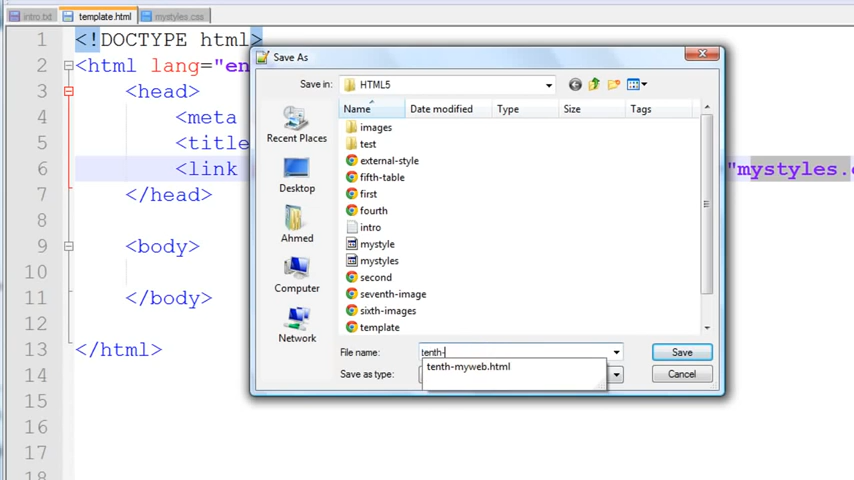 intro.txt template.html mystyles.css
1 <!DOCTYPE html>
2 <html lang="en
3 <head>
4 <meta
5 <title
6 <link "mystyles.
7 </head>
8
9 <body>
10
11 </body>
12
13 </html>
14
15
16
17
18
Save As
Save in: HTML5
Name Date modified Type Size Tags
Recent Places
Desktop
Ahmed
Computer
Network
images
test
external-style
fifth-table
first
fourth
intro
mystyle
mystyles
second
seventh-image
sixth-images
template
File name: tenth-
tenth-myweb.html
Save as type:
Save
Cancel